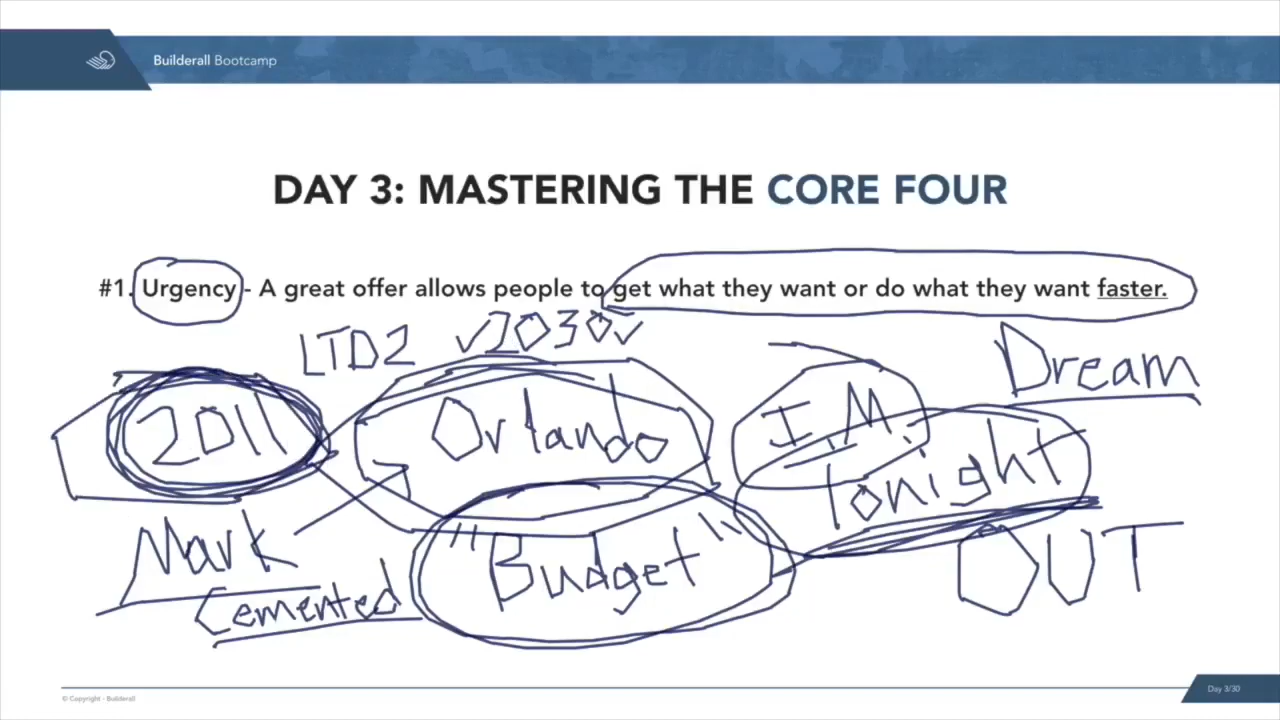 Builderall Bootcamp
DAY 3: MASTERING THE CORE FOUR
#1. Urgency - A great offer allows people to get what they want or do what they want faster.
LTD2 √2030√
Dream
2011 Orlando I.M.
Tonight
Mark "Budget" OUT
Cemented
© Copyright - Builderall
Day 3/30